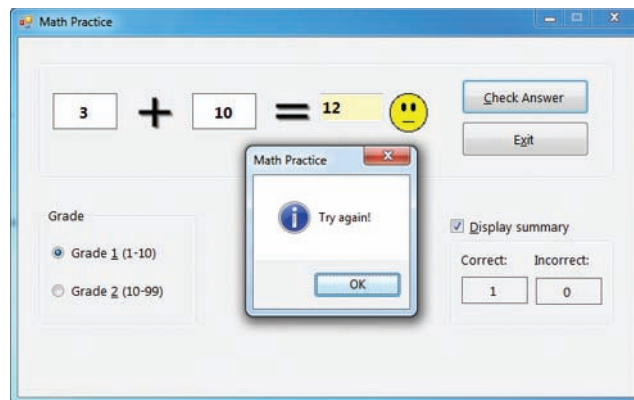 Math Practice
3 + 10 = 12
Check Answer
Exit
Math Practice
Try again!
OK
Grade
Grade 1 (1-10)
Grade 2 (10-99)
Display summary
Correct: Incorrect:
1 0